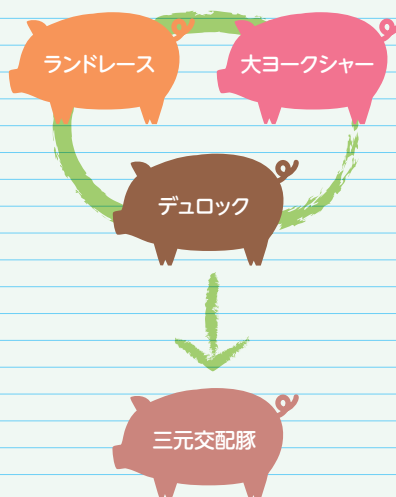 ランドレース
大ヨークシャー
デュロック
三元交配豚